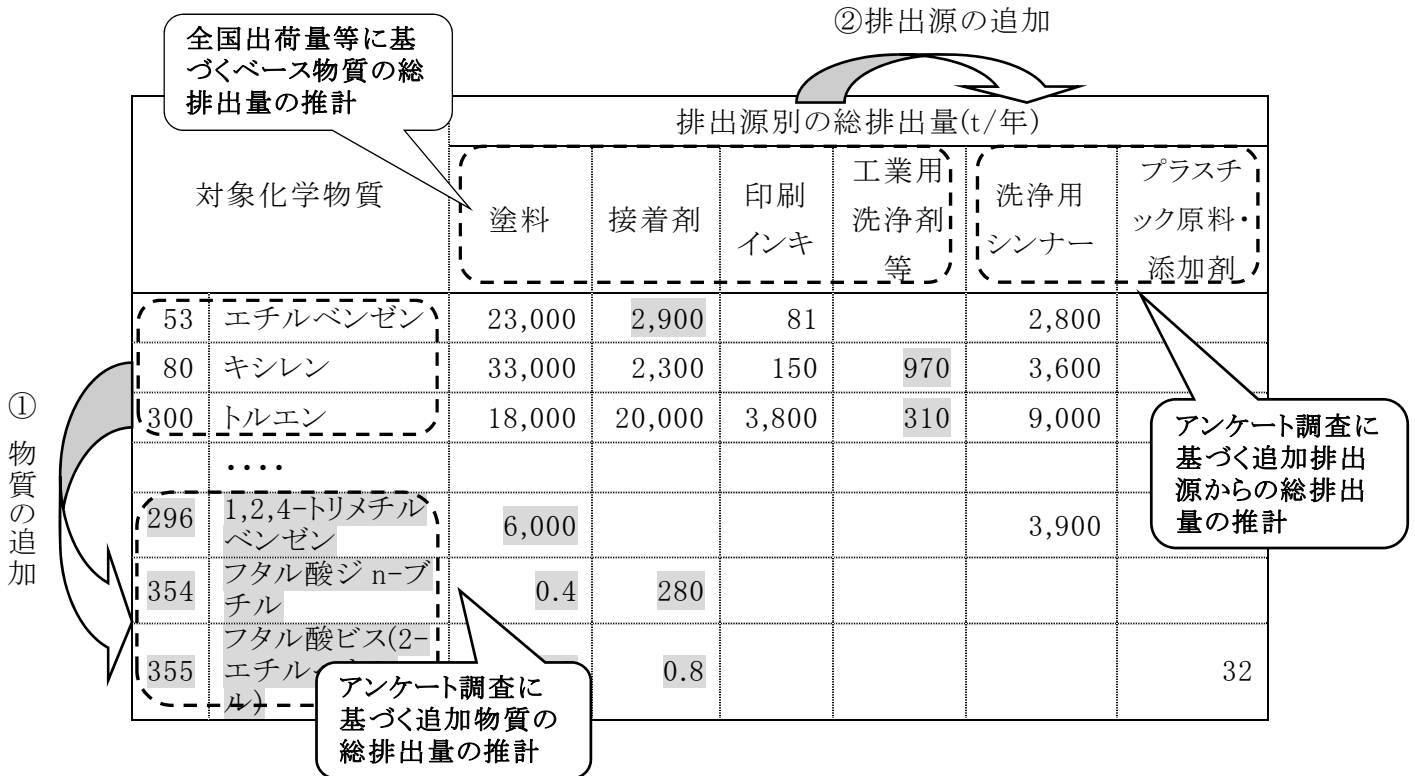 ②排出源の追加
全国出荷量等に基
づくベース物質の総
排出量の推計
排出源別の総排出量(t/年)
対象化学物質
塗料
接着剤
印刷
インキ
工業用
洗浄剤
等
洗浄用
シンナー
プラスチ
ック原料・
添加剤
53 エチルベンゼン 23,000 2,900 81 2,800
80 キシレン 33,000 2,300 150 970 3,600
300 トルエン 18,000 20,000 3,800 310 9,000
・・・・
296 1,2,4-トリメチル
ベンゼン 6,000 3,900
354 フタル酸ジ n-ブ
チル 0.4 280
355 フタル酸ビス(2-
エチル
ル) 0.8 32
①
物質の追加
アンケート調査に
基づく追加排出
源からの総排出
量の推計
アンケート調査に
基づく追加物質の
総排出量の推計